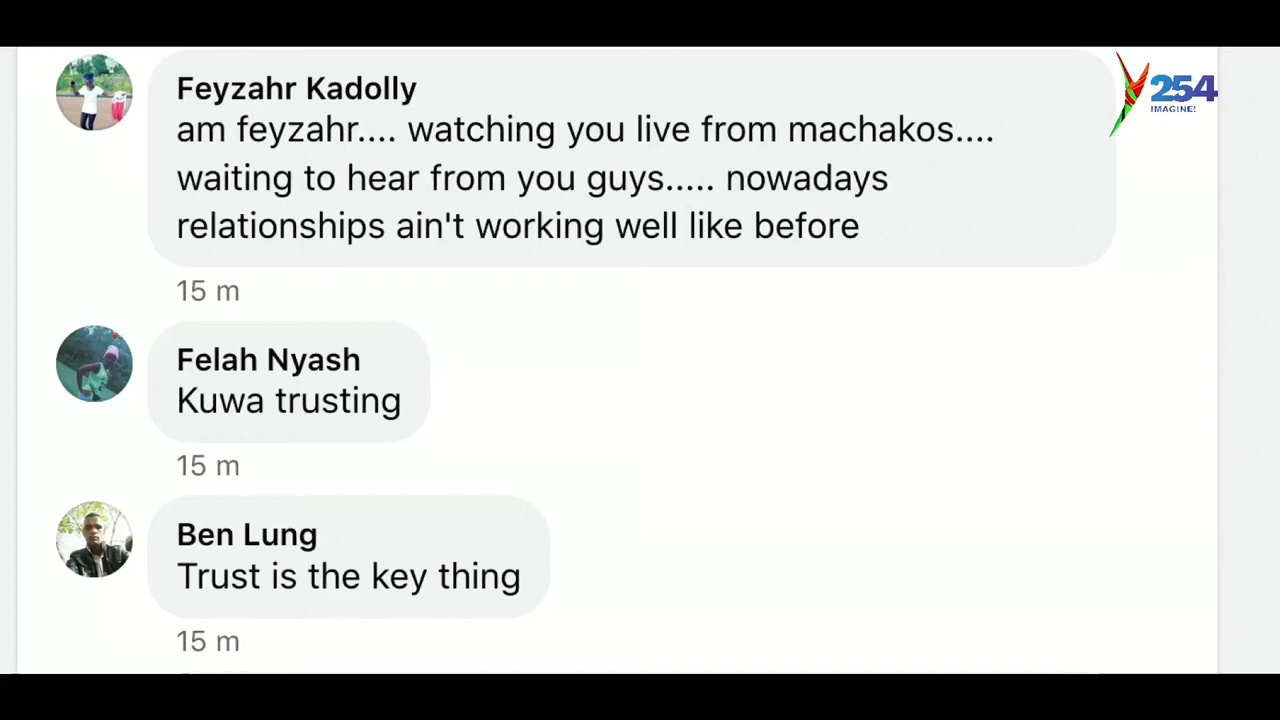 Feyzahr Kadolly
am feyzahr.... watching you live from machakos....
waiting to hear from you guys..... nowadays
relationships ain't working well like before
15 m
Felah Nyash
Kuwa trusting
15 m
Ben Lung
Trust is the key thing
15 m
Y254
IMAGINE!